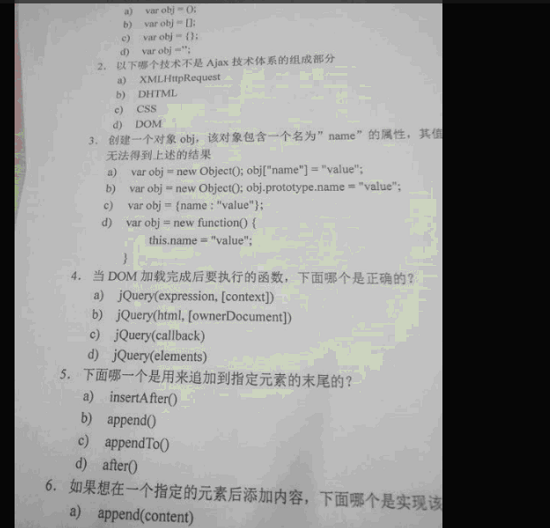 a) var obj = ();
b) var obj = [];
c) var obj = {};
d) var obj ='';
2. 以下哪个技术不是 Ajax 技术体系的组成部分
a) XMLHttpRequest
b) DHTML
c) CSS
d) DOM
3. 创建一个对象 obj，该对象包含一个名为”name”的属性，其值
无法得到上述的结果
a) var obj = new Object(); obj["name"] = "value";
b) var obj = new Object(); obj.prototype.name = "value";
c) var obj = {name : "value"};
d) var obj = new function() {
this.name = "value";
}
4. 当 DOM 加载完成后要执行的函数，下面哪个是正确的？
a) jQuery(expression, [context])
b) jQuery(html, [ownerDocument])
c) jQuery(callback)
d) jQuery(elements)
5. 下面哪一个是用来追加到指定元素的末尾的？
a) insertAfter()
b) append()
c) appendTo()
d) after()
6. 如果想在一个指定的元素后添加内容，下面哪个是实现该
a) append(content)